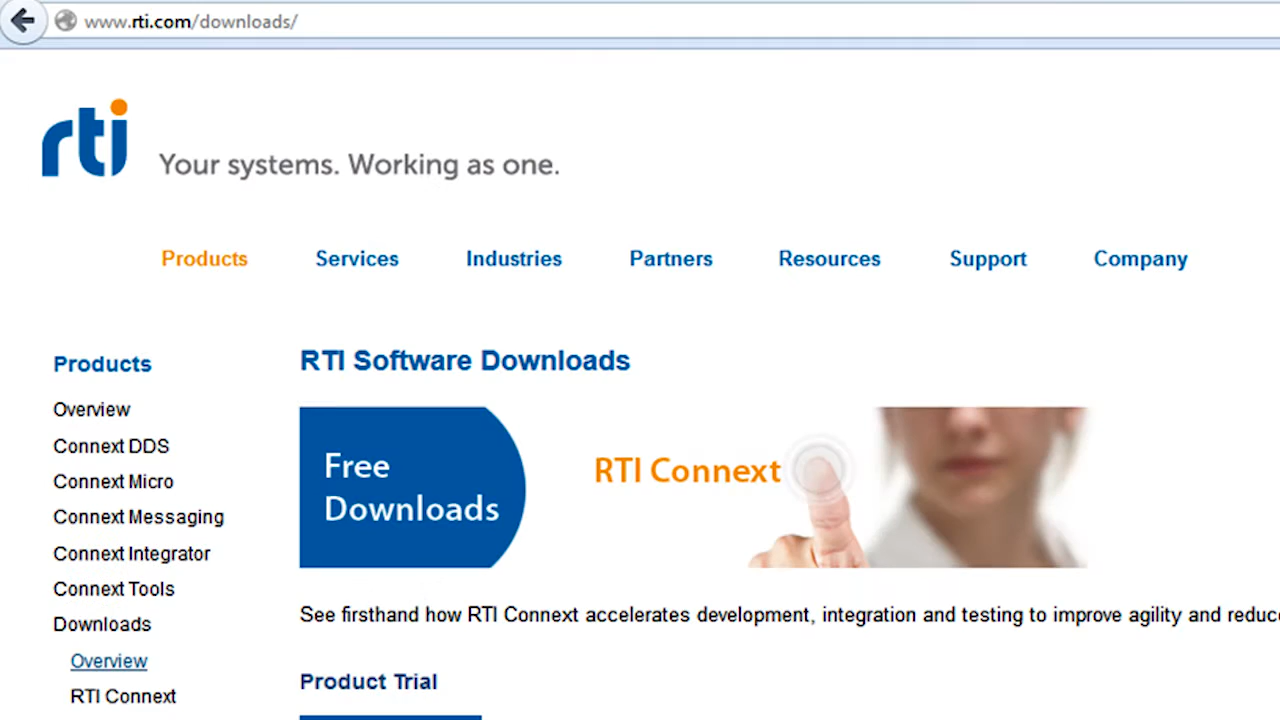 www.rti.com/downloads/
rti
Your systems. Working as one.
Products Services Industries Partners Resources Support Company
Products
Overview
Connext DDS
Connext Micro
Connext Messaging
Connext Integrator
Connext Tools
Downloads
Overview
RTI Connext
RTI Software Downloads
Free
Downloads
RTI Connext
See firsthand how RTI Connext accelerates development, integration and testing to improve agility and reduc
Product Trial